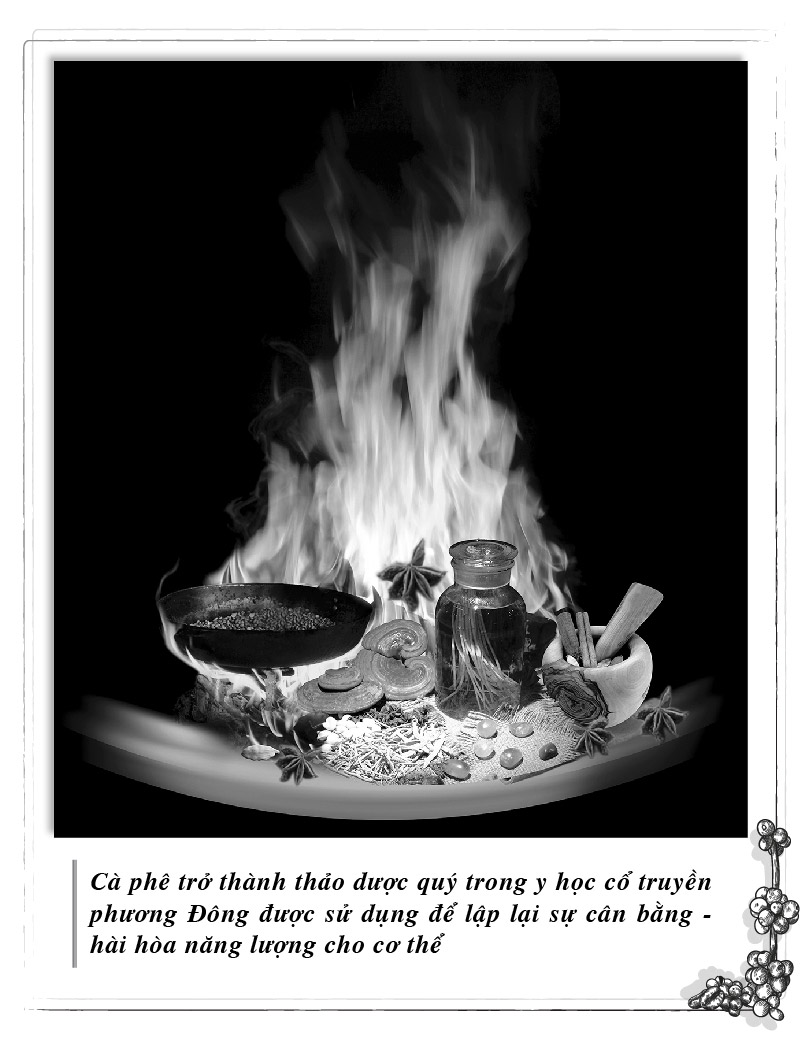 Cà phê trở thành thảo dược quý trong y học cổ truyền
phương Đông được sử dụng để lập lại sự cân bằng -
hài hòa năng lượng cho cơ thể